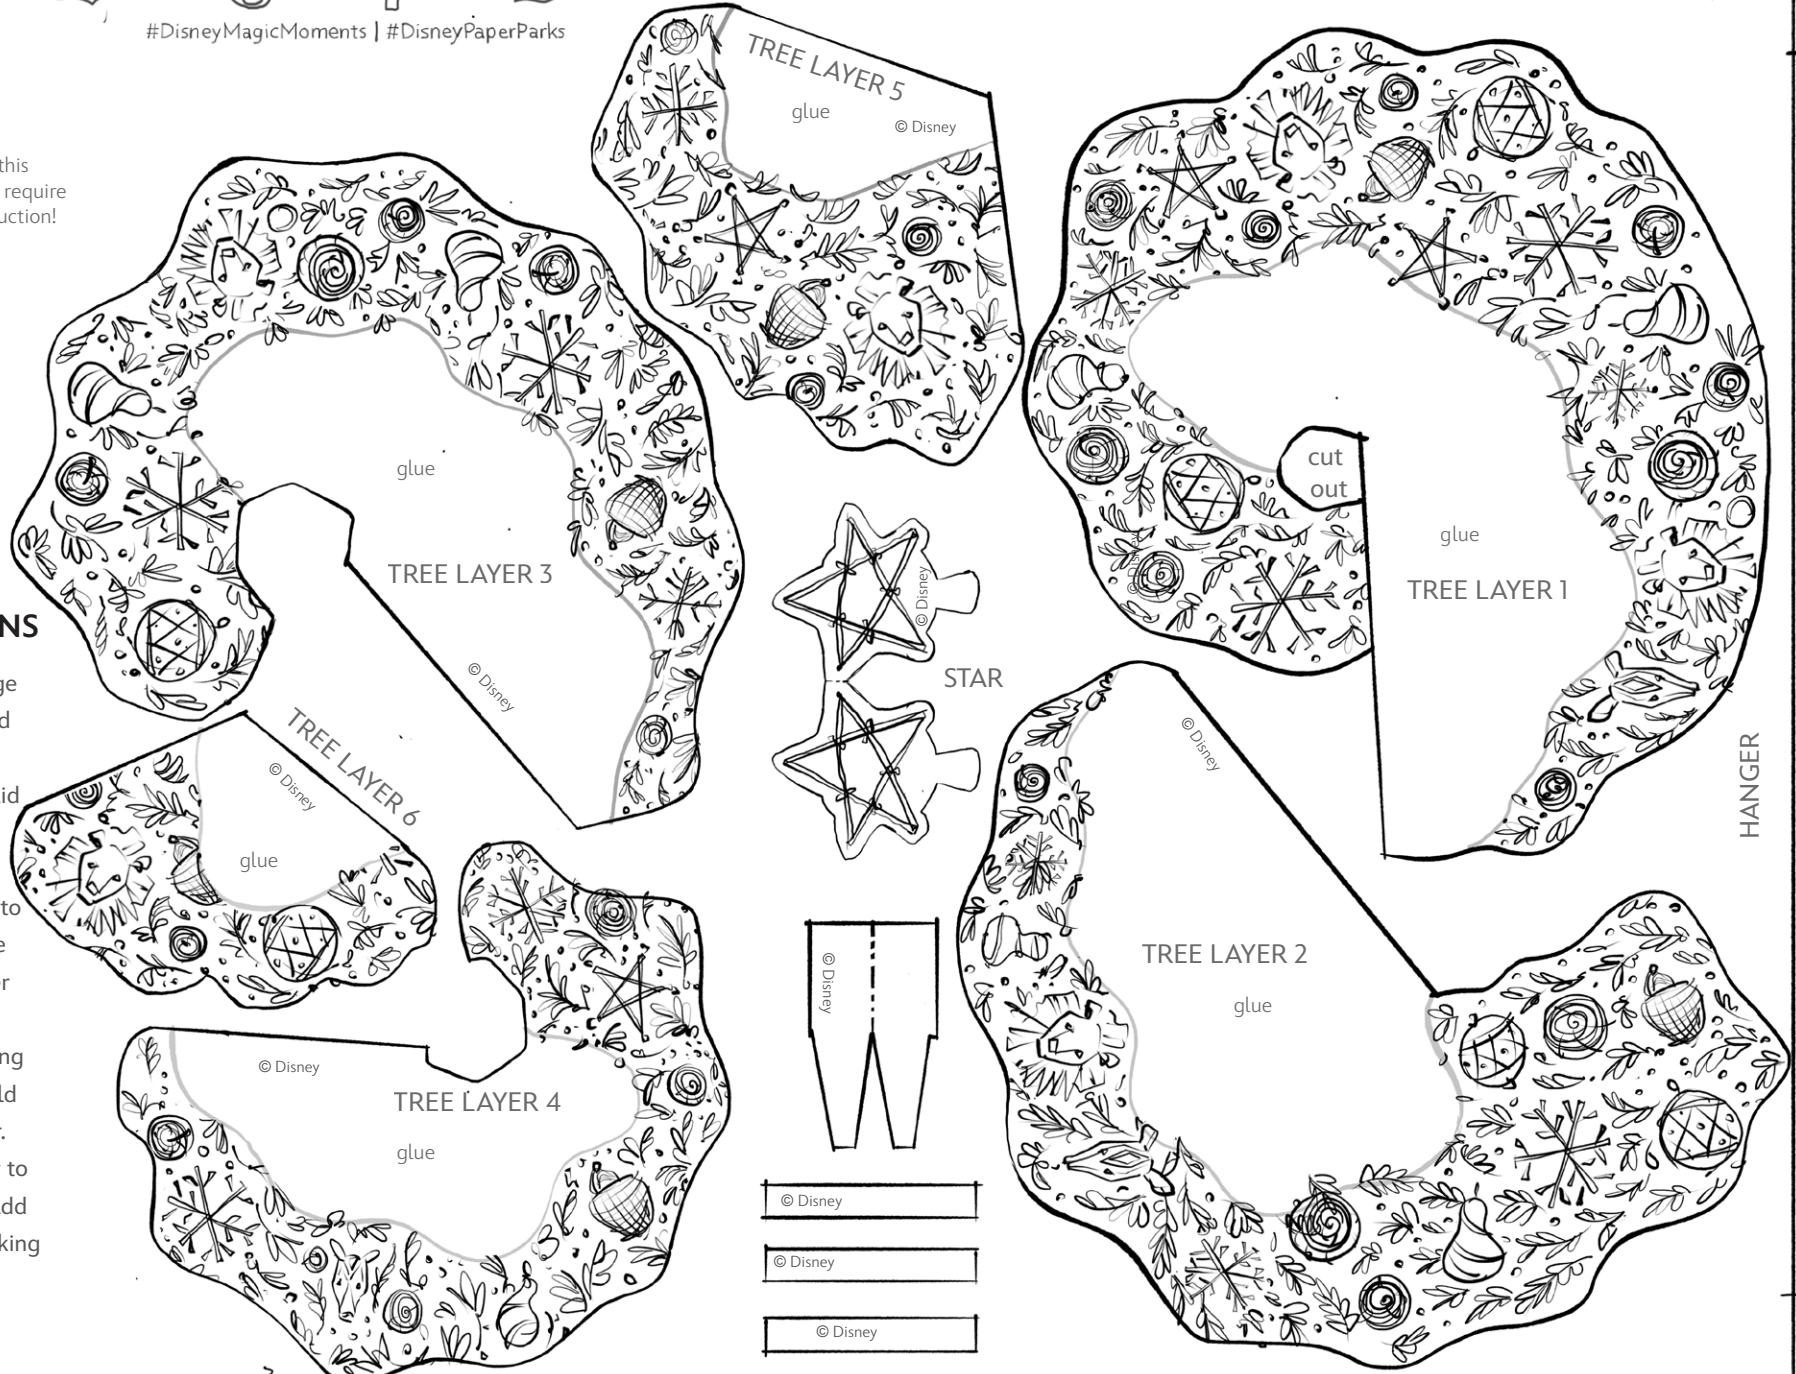 #DisneyMagicMoments | #DisneyPaperParks
this
require
uction!
NS
ge
d
id
to
e
er
ng
ld
r.
to
dd
king
TREE LAYER 5
glue
© Disney
cut
out
glue
TREE LAYER 1
© Disney
glue
TREE LAYER 3
© Disney
© Disney
STAR
HANGER
TREE LAYER 6
© Disney
glue
© Disney
TREE LAYER 2
glue
© Disney
© Disney
TREE LAYER 4
glue
© Disney
© Disney
© Disney